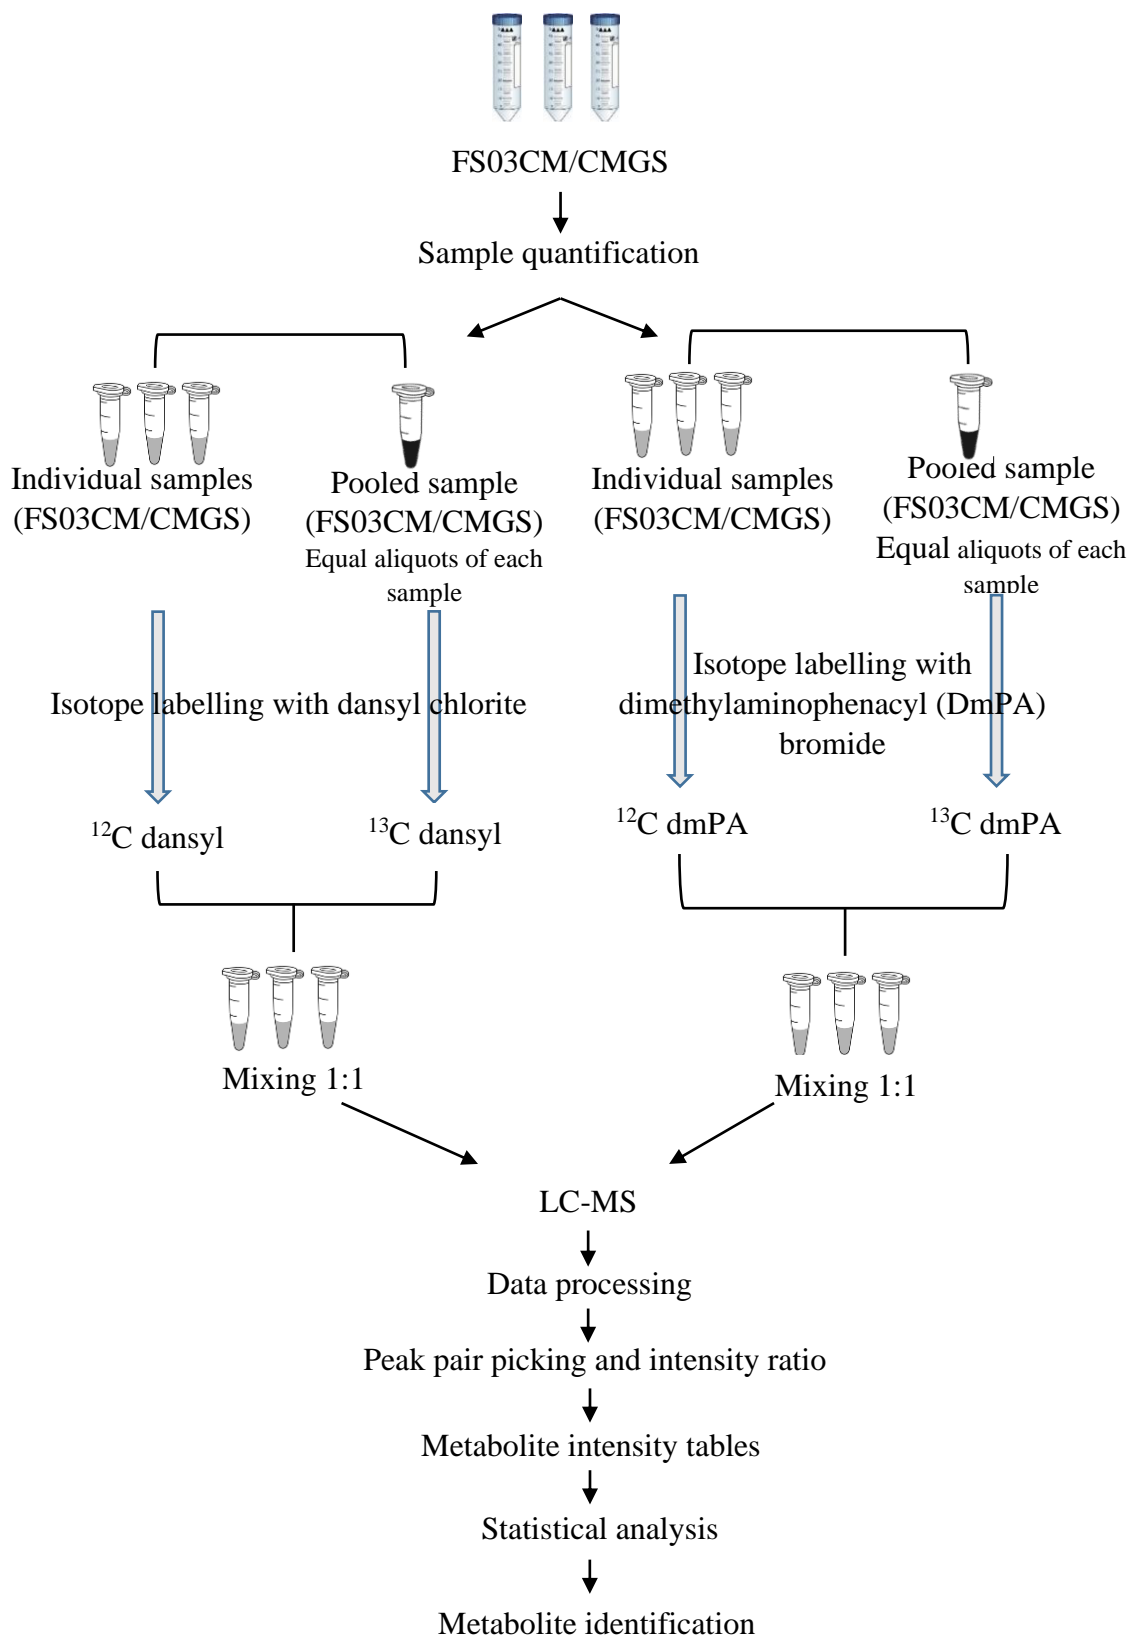 FS03CM/CMGS
Sample quantification
Individual samples
(FS03CM/CMGS)
Pooled sample
(FS03CM/CMGS)
Equal aliquots of each
sample
Individual samples
(FS03CM/CMGS)
Pooled sample
(FS03CM/CMGS)
Equal aliquots of each
sample
Isotope labelling with dansyl chlorite
Isotope labelling with
dimethylaminophenacyl (DmPA)
bromide
¹²C dansyl
¹³C dansyl
¹²C dmPA
¹³C dmPA
Mixing 1:1
Mixing 1:1
LC-MS
Data processing
Peak pair picking and intensity ratio
Metabolite intensity tables
Statistical analysis
Metabolite identification